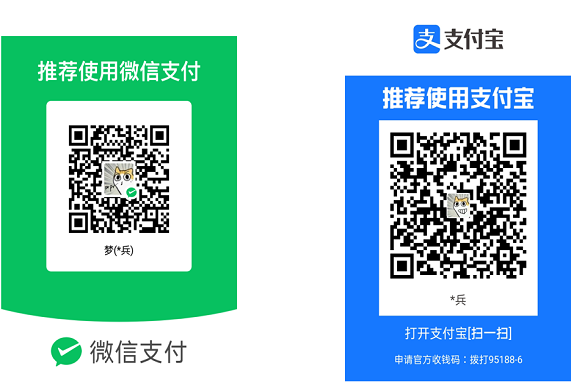 推荐使用微信支付
梦(*兵)
微信支付
支付宝
推荐使用支付宝
*兵
打开支付宝[扫一扫]
申请官方收钱码：拨打95188-6